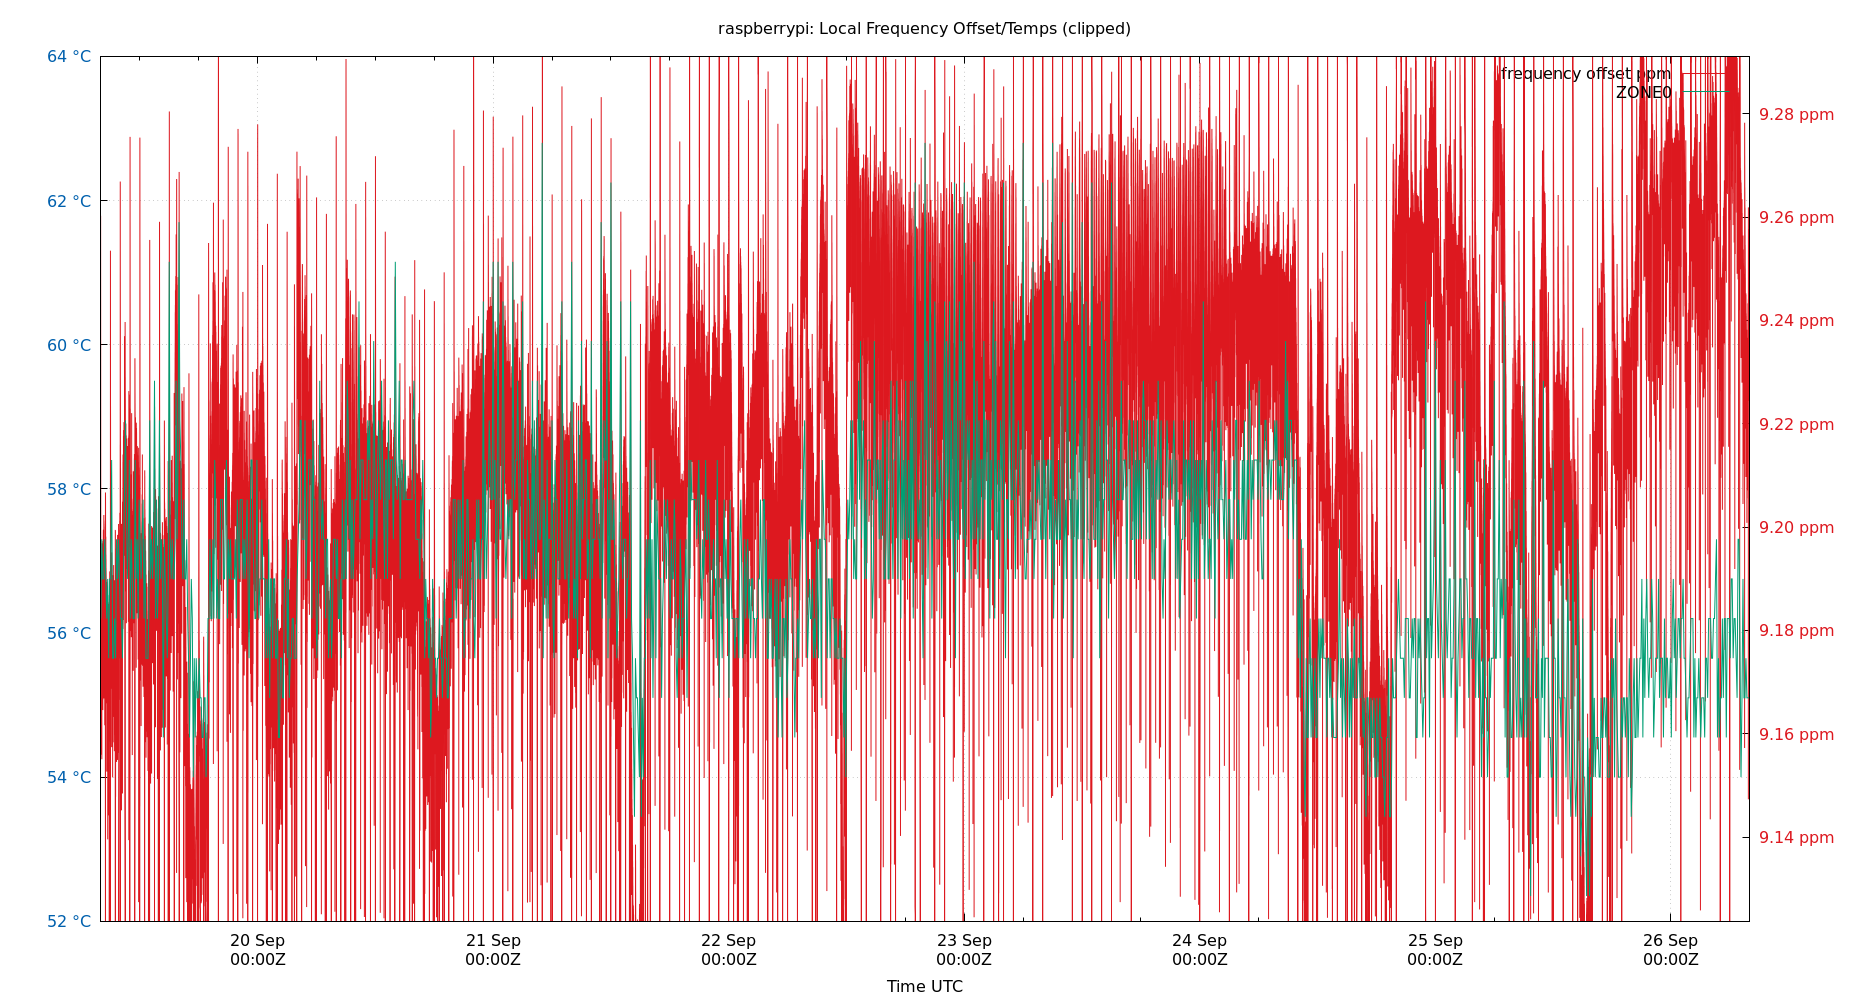 raspberrypi: Local Frequency Offset/Temps (clipped)
64 °C
62 °C
60 °C
58 °C
56 °C
54 °C
52 °C
frequency offset ppm
ZONE0
9.28 ppm
9.26 ppm
9.24 ppm
9.22 ppm
9.20 ppm
9.18 ppm
9.16 ppm
9.14 ppm
20 Sep 21 Sep 22 Sep 23 Sep 24 Sep 25 Sep 26 Sep
00:00Z 00:00Z 00:00Z 00:00Z 00:00Z 00:00Z 00:00Z
Time UTC